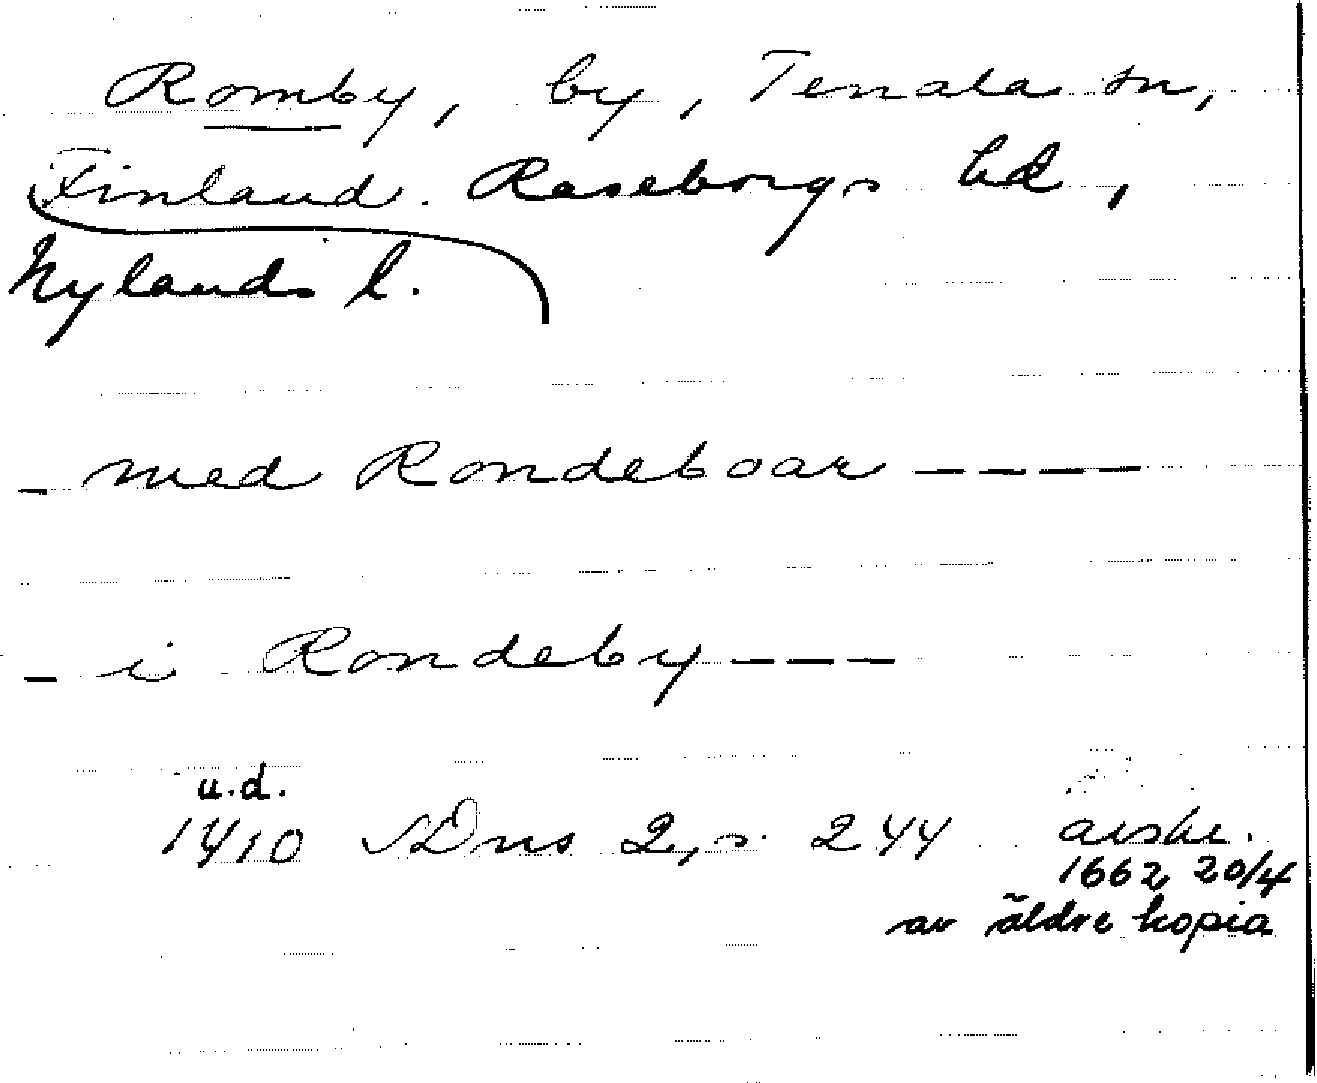 Romby, by, Tenala sn,
Finland. Raseborgs hd,
Nylands l.
- med Rondeboar ----
- i Rondeby ---
u.d.
1410 SDns 2, s. 244 avskr.
1662 20/4
av äldre kopia